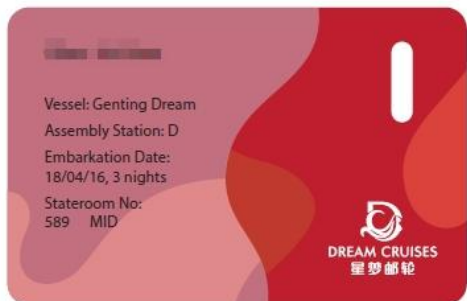 Vessel: Genting Dream
Assembly Station: D
Embarkation Date:
18/04/16, 3 nights
Stateroom No:
589 MID
DREAM CRUISES
星梦邮轮